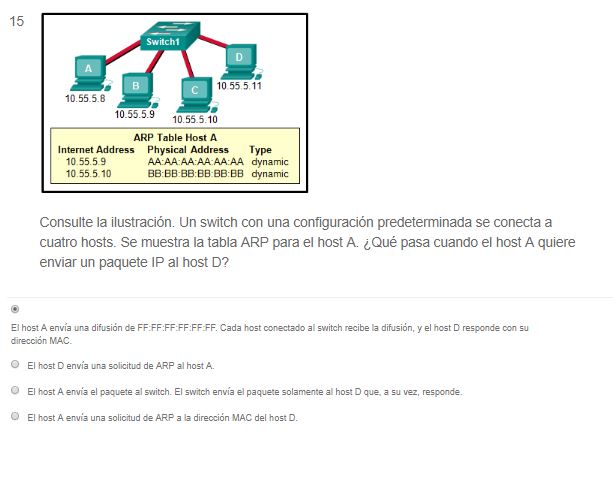 15
Switch1
A
B
C
D
10.55.5.8
10.55.5.9
10.55.5.10
10.55.5.11
ARP Table Host A
Internet Address Physical Address Type
10.55.5.9 AA:AA:AA:AA:AA:AA dynamic
10.55.5.10 BB:BB:BB:BB:BB:BB dynamic
Consulte la ilustración. Un switch con una configuración predeterminada se conecta a
cuatro hosts. Se muestra la tabla ARP para el host A. ¿Qué pasa cuando el host A quiere
enviar un paquete IP al host D?
El host A envía una difusión de FF:FF:FF:FF:FF:FF. Cada host conectado al switch recibe la difusión, y el host D responde con su
dirección MAC.
El host D envía una solicitud de ARP al host A.
El host A envía el paquete al switch. El switch envía el paquete solamente al host D que, a su vez, responde.
El host A envía una solicitud de ARP a la dirección MAC del host D.